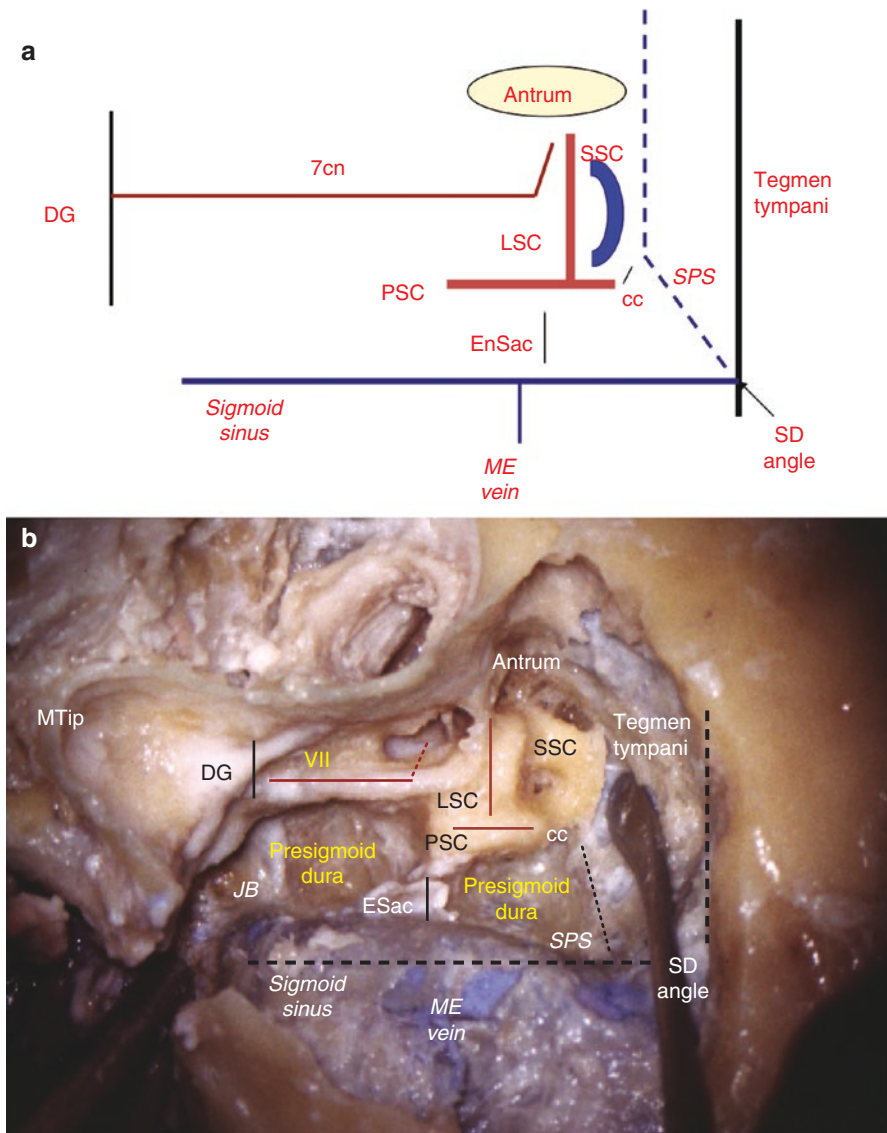 a
Antrum
SSC
7cn
Tegmen
tympani
DG
LSC
PSC
cc
SPS
EnSac
Sigmoid
sinus
ME
vein
SD
angle
b
Antrum
MTip
Tegmen
tympani
SSC
DG
VII
LSC
PSC
cc
Presigmoid
dura
JB
ESac
Presigmoid
dura
SPS
SD
angle
Sigmoid
sinus
ME
vein